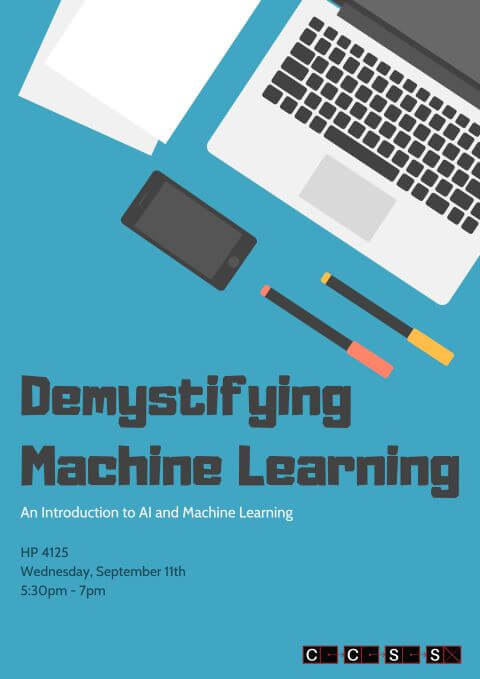 Demystifying
Machine Learning
An Introduction to AI and Machine Learning
HP 4125
Wednesday, September 11th
5:30pm - 7pm
C C S S